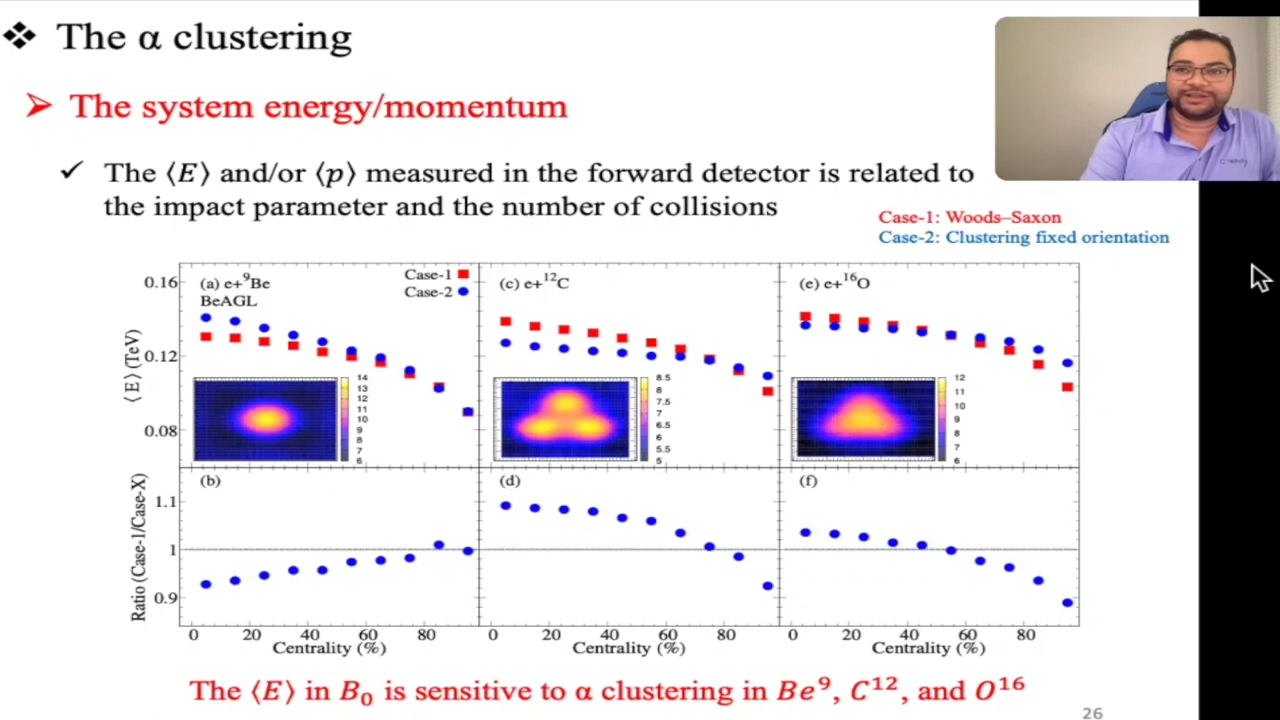 ❖ The α clustering
➢ The system energy/momentum
✓ The ⟨E⟩ and/or ⟨p⟩ measured in the forward detector is related to
the impact parameter and the number of collisions
Case-1: Woods–Saxon
Case-2: Clustering fixed orientation
(a) e+⁹Be
BeAGL
Case-1
Case-2
(c) e+¹²C
(e) e+¹⁶O
⟨E⟩ (TeV)
0.16
0.12
0.08
14
13
12
11
10
9
8
7
6
8.5
8
7.5
7
6.5
6
5.5
5
12
11
10
9
8
7
6
(b)
(d)
(f)
Ratio (Case-1/Case-X)
1.1
1
0.9
0 20 40 60 80
0 20 40 60 80
0 20 40 60 80
Centrality (%)
Centrality (%)
Centrality (%)
The ⟨E⟩ in B₀ is sensitive to α clustering in Be⁹, C¹², and O¹⁶
26